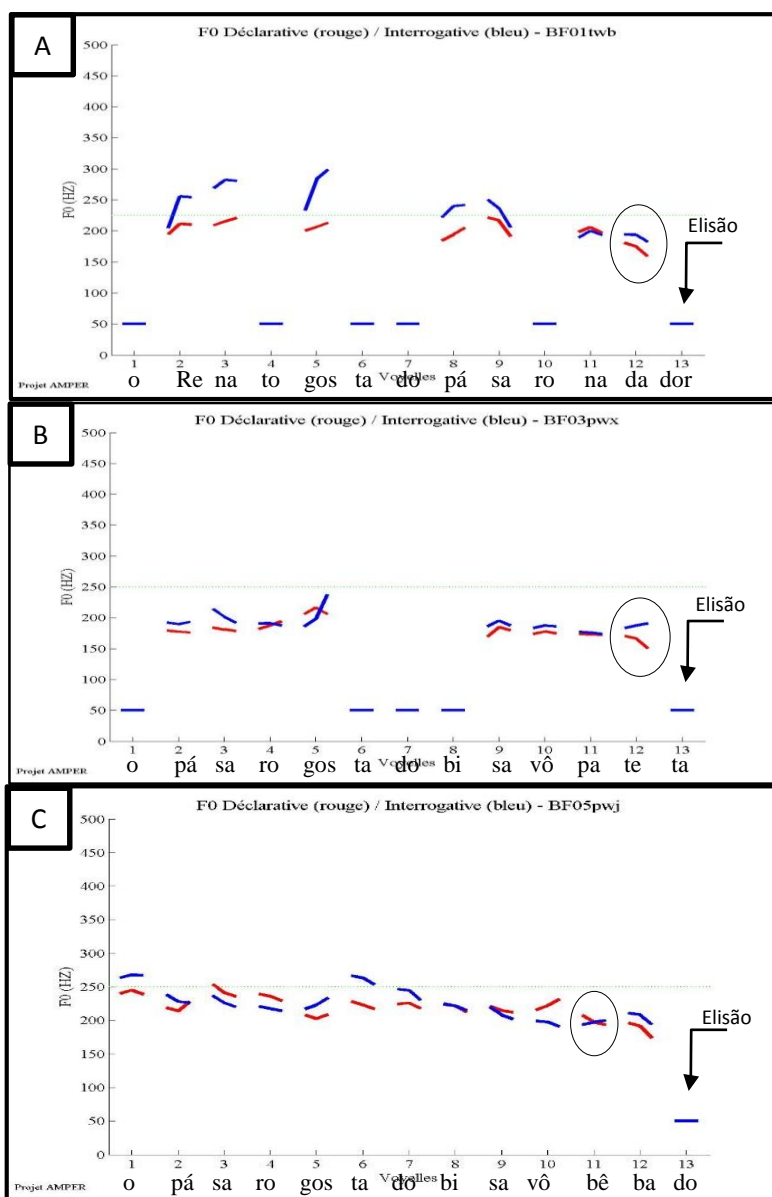 A
F0 Déclarative (rouge) / Interrogative (bleu) - BF01twb
500
450
400
350
300
250
200
150
100
50
0
F0 (HZ)
Elisão
1 2 3 4 5 6 7 8 9 10 11 12 13
Voyelles
Projet AMPER
o Re na to gos ta do pá sa ro na da dor
B
F0 Déclarative (rouge) / Interrogative (bleu) - BF03pwx
500
450
400
350
300
250
200
150
100
50
0
F0 (HZ)
Elisão
1 2 3 4 5 6 7 8 9 10 11 12 13
Voyelles
Projet AMPER
o pá sa ro gos ta do bi sa vô pa te ta
C
F0 Déclarative (rouge) / Interrogative (bleu) - BF05pwj
500
450
400
350
300
250
200
150
100
50
0
F0 (HZ)
Elisão
1 2 3 4 5 6 7 8 9 10 11 12 13
Voyelles
Projet AMPER
o pá sa ro gos ta do bi sa vô bê ba do